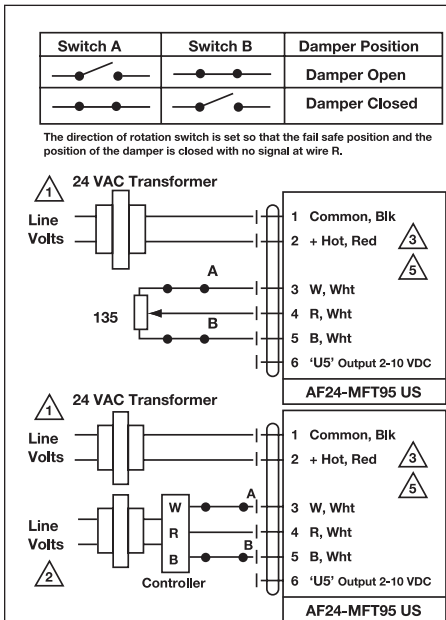 Switch A Switch B Damper Position
Damper Open
Damper Closed
The direction of rotation switch is set so that the fail safe position and the
position of the damper is closed with no signal at wire R.
1 24 VAC Transformer
Line
Volts
1 Common, Blk
2 + Hot, Red
3
5
A
3 W, Wht
135
4 R, Wht
B
5 B, Wht
6 'U5' Output 2-10 VDC
AF24-MFT95 US
1 24 VAC Transformer
Line
Volts
1 Common, Blk
2 + Hot, Red
3
5
W
A
3 W, Wht
Line
Volts
R
4 R, Wht
B
B
5 B, Wht
2
Controller
6 'U5' Output 2-10 VDC
AF24-MFT95 US